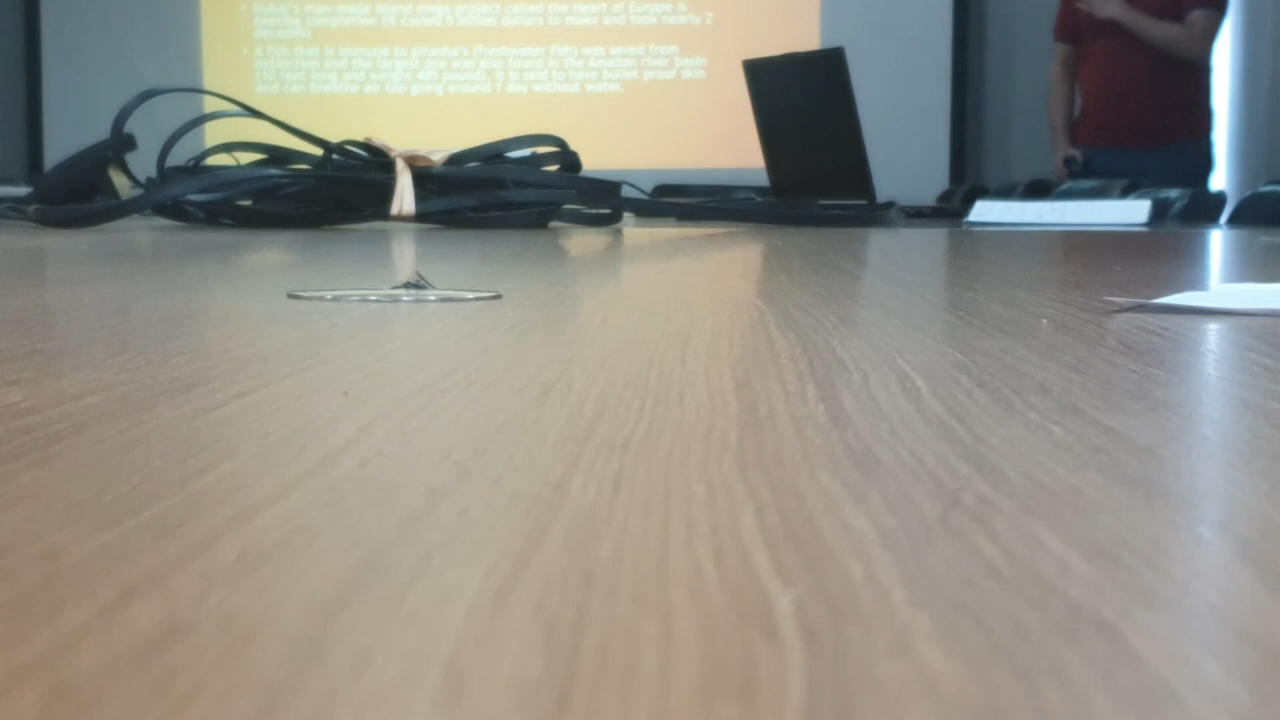 • Dubai's man-made island mega project called the Heart of Europe is
nearing completion (it costed 5 billion dollars to make and took nearly 2
decades)
• A fish that is immune to piranha's (freshwater fish) was saved from
extinction and the largest one was also found in the Amazon river basin
(10 feet long and weighs 485 pound), it is said to have bullet proof skin
and can breathe air too going around 1 day without water.